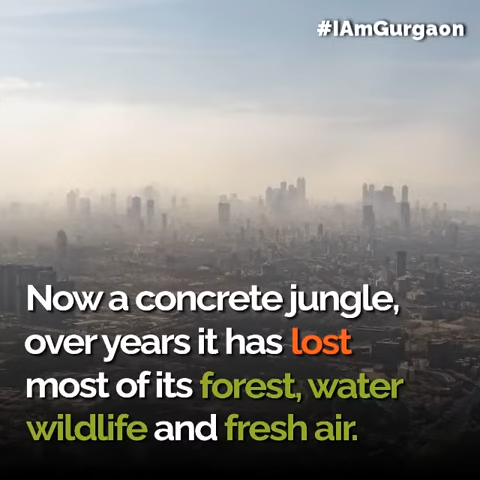 #IAmGurgaon
Now a concrete jungle,
over years it has lost
most of its forest, water
wildlife and fresh air.